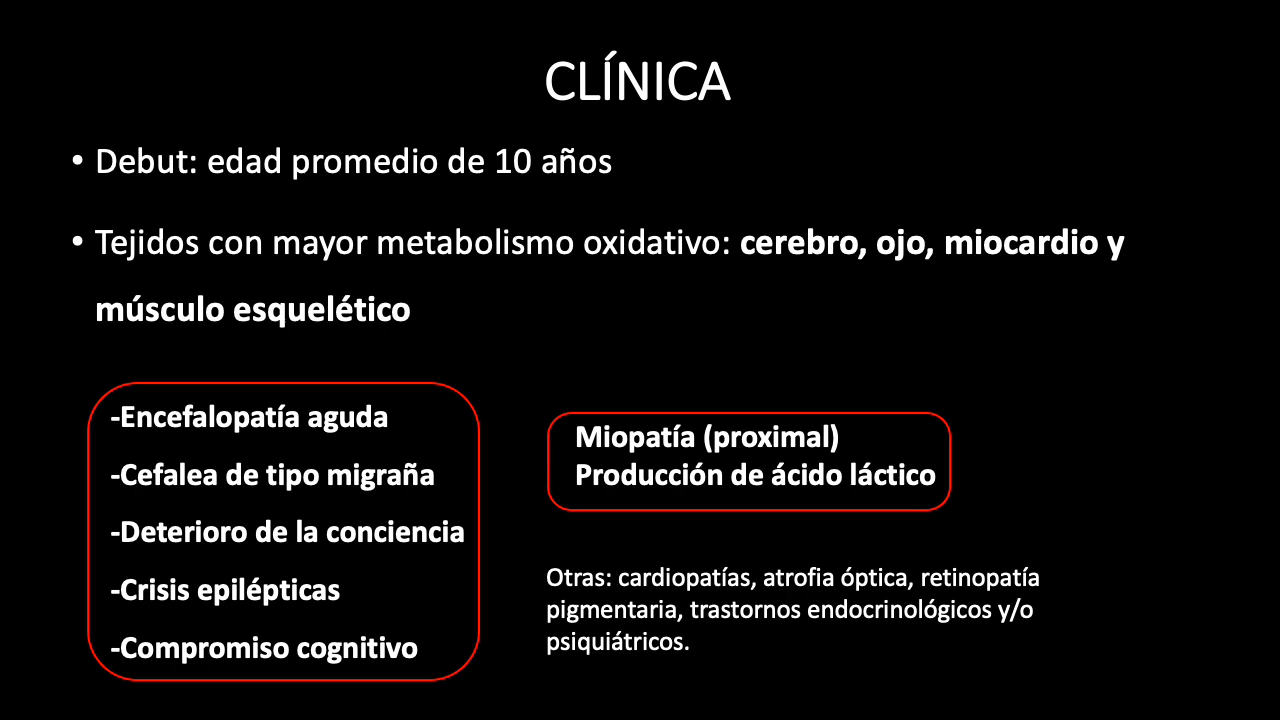 CLÍNICA
• Debut: edad promedio de 10 años
• Tejidos con mayor metabolismo oxidativo: cerebro, ojo, miocardio y
músculo esquelético
-Encefalopatía aguda
-Cefalea de tipo migraña
-Deterioro de la conciencia
-Crisis epilépticas
-Compromiso cognitivo
Miopatía (proximal)
Producción de ácido láctico
Otras: cardiopatías, atrofia óptica, retinopatía
pigmentaria, trastornos endocrinológicos y/o
psiquiátricos.